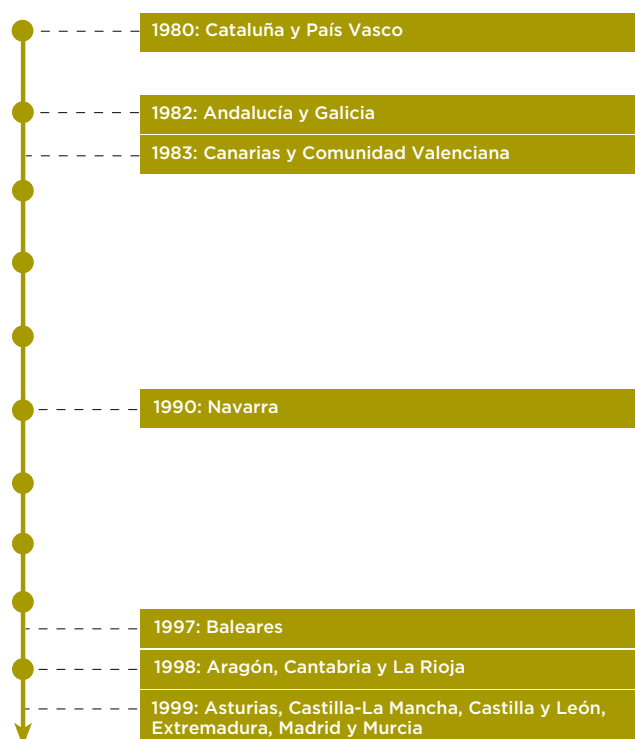 1980: Cataluña y País Vasco
1982: Andalucía y Galicia
1983: Canarias y Comunidad Valenciana
1990: Navarra
1997: Baleares
1998: Aragón, Cantabria y La Rioja
1999: Asturias, Castilla-La Mancha, Castilla y León,
Extremadura, Madrid y Murcia